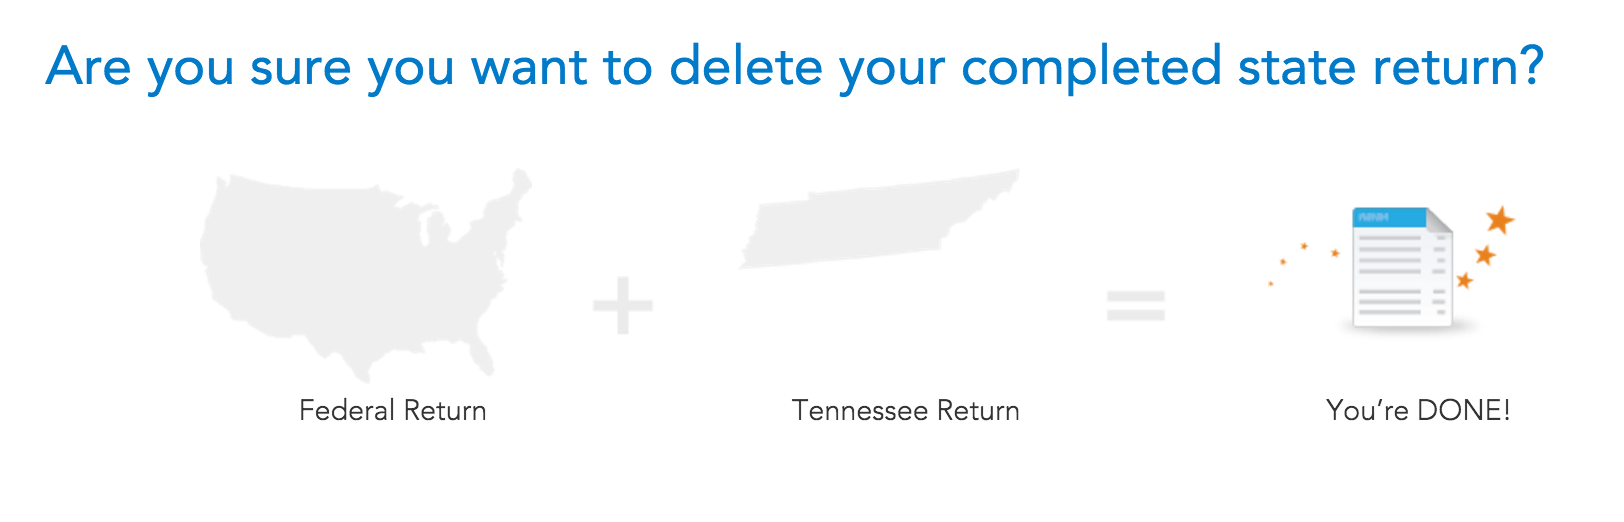 Are you sure you want to delete your completed state return?
Federal Return
Tennessee Return
You’re DONE!